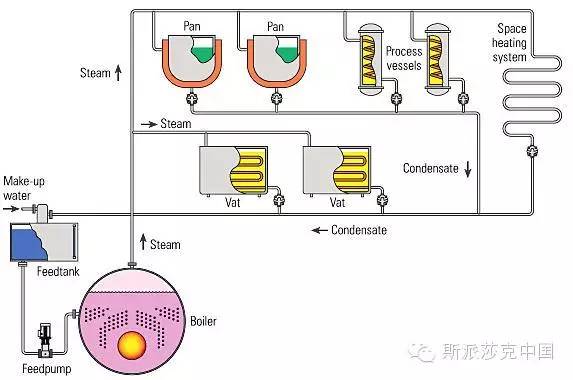 Pan
Pan
Process
vessels
Space
heating
system
Steam
Steam
Condensate
Vat
Vat
Make-up
water
Condensate
Steam
Feedtank
Boiler
Feedpump
斯派莎克中国